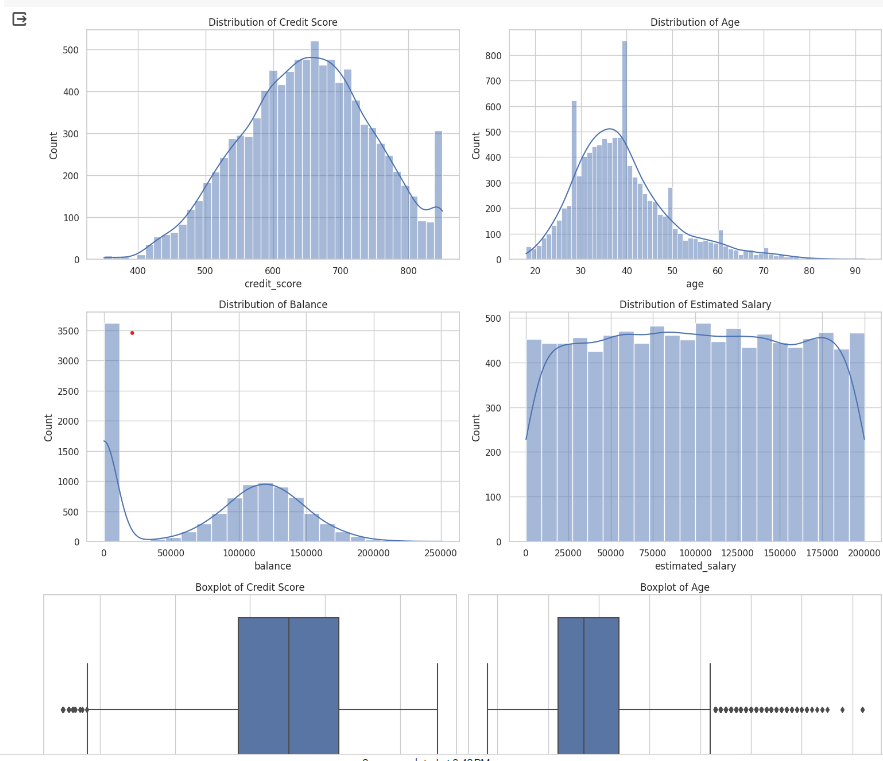 Distribution of Credit Score
Count
500
400
300
200
100
0
400 500 600 700 800
credit_score
Distribution of Age
Count
800
700
600
500
400
300
200
100
0
20 30 40 50 60 70 80 90
age
Distribution of Balance
Count
3500
3000
2500
2000
1500
1000
500
0
0 50000 100000 150000 200000 250000
balance
Distribution of Estimated Salary
Count
500
400
300
200
100
0
0 25000 50000 75000 100000 125000 150000 175000 200000
estimated_salary
Boxplot of Credit Score
Boxplot of Age